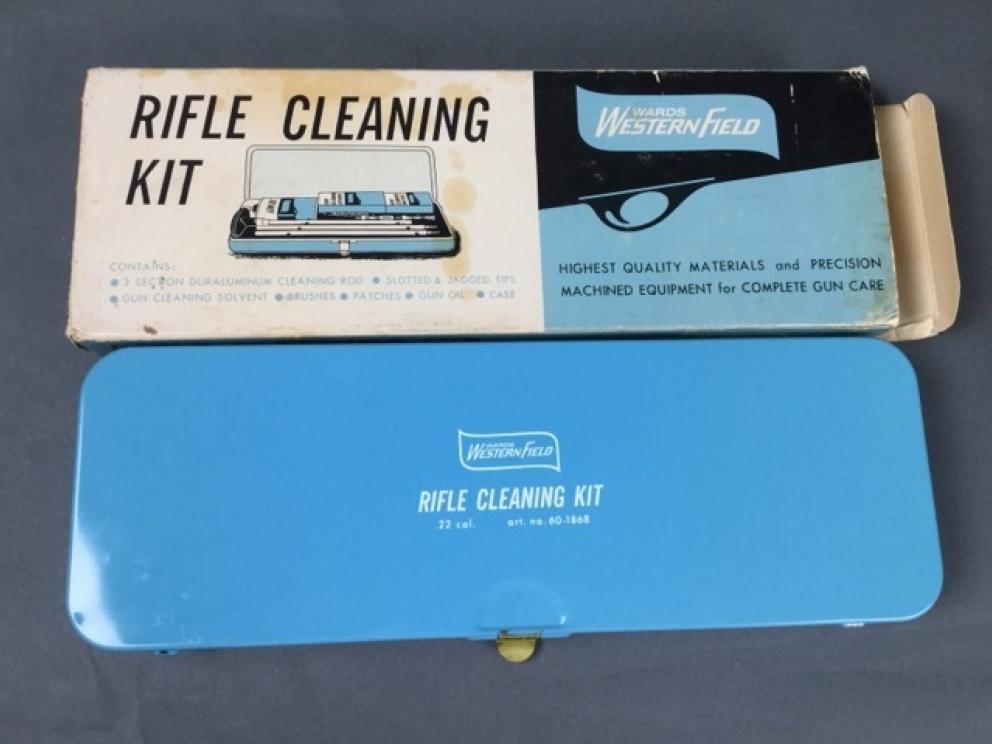 RIFLE CLEANING
KIT
CONTAINS:
• 3 SECTION DURALUMINUM CLEANING ROD • SLOTTED & JAGGED TIPS
• GUN CLEANING SOLVENT • BRUSHES • PATCHES • GUN OIL • CASE
WARDS
WESTERN FIELD
HIGHEST QUALITY MATERIALS and PRECISION
MACHINED EQUIPMENT for COMPLETE GUN CARE
WARDS
WESTERN FIELD
RIFLE CLEANING KIT
.22 cal. art. no. 60-1868